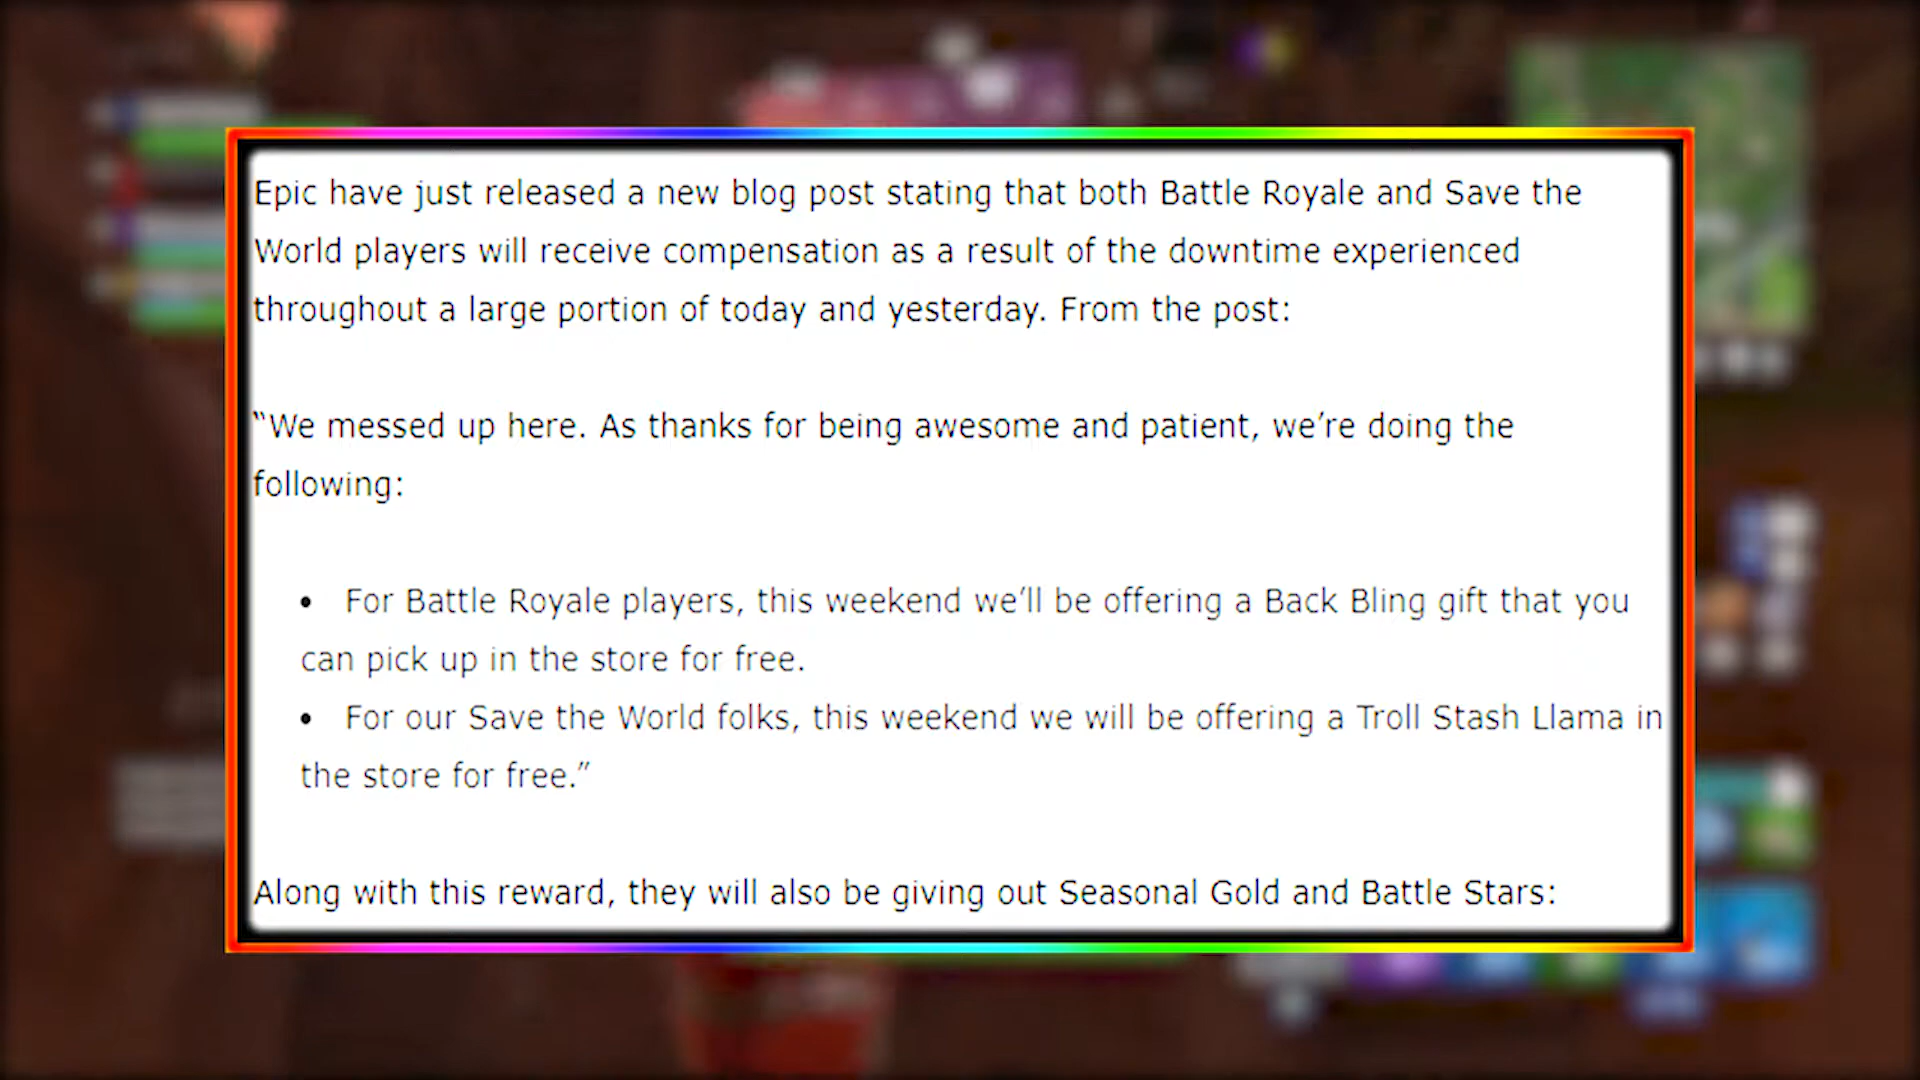 Epic have just released a new blog post stating that both Battle Royale and Save the
World players will receive compensation as a result of the downtime experienced
throughout a large portion of today and yesterday. From the post:
“We messed up here. As thanks for being awesome and patient, we’re doing the
following:
• For Battle Royale players, this weekend we’ll be offering a Back Bling gift that you
can pick up in the store for free.
• For our Save the World folks, this weekend we will be offering a Troll Stash Llama in
the store for free.”
Along with this reward, they will also be giving out Seasonal Gold and Battle Stars: